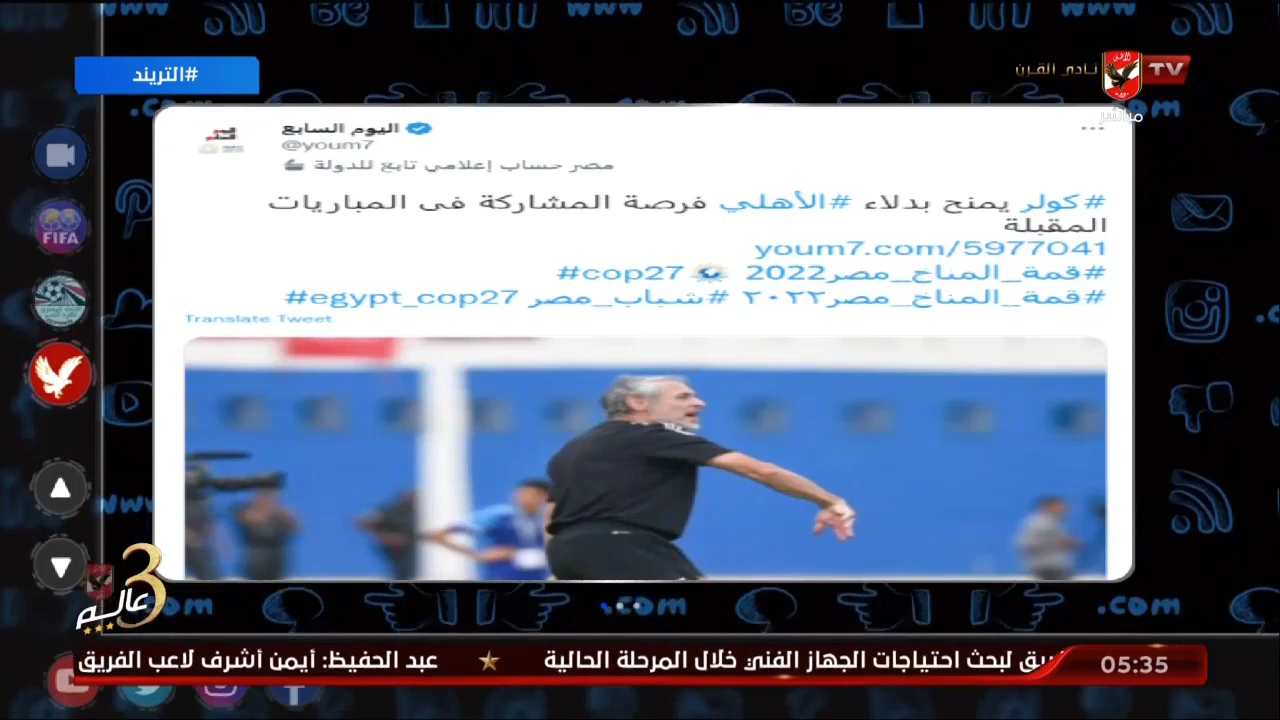 #التريند
نادي القرن
TV
مباشر
اليوم السابع
@youm7
مصر حساب إعلامي تابع للدولة
#كولر يمنح بدلاء #الأهلي فرصة المشاركة فى المباريات
المقبلة
youm7.com/5977041
#قمة_المناخ_مصر2022 #cop27
#قمة_المناخ_مصر٢٠٢٢ #شباب_مصر #egypt_cop27
Translate Tweet
FIFA
3
عالم
لبحث احتياجات الجهاز الفني خلال المرحلة الحالية
عبد الحفيظ: أيمن أشرف لاعب الفريق
05:35